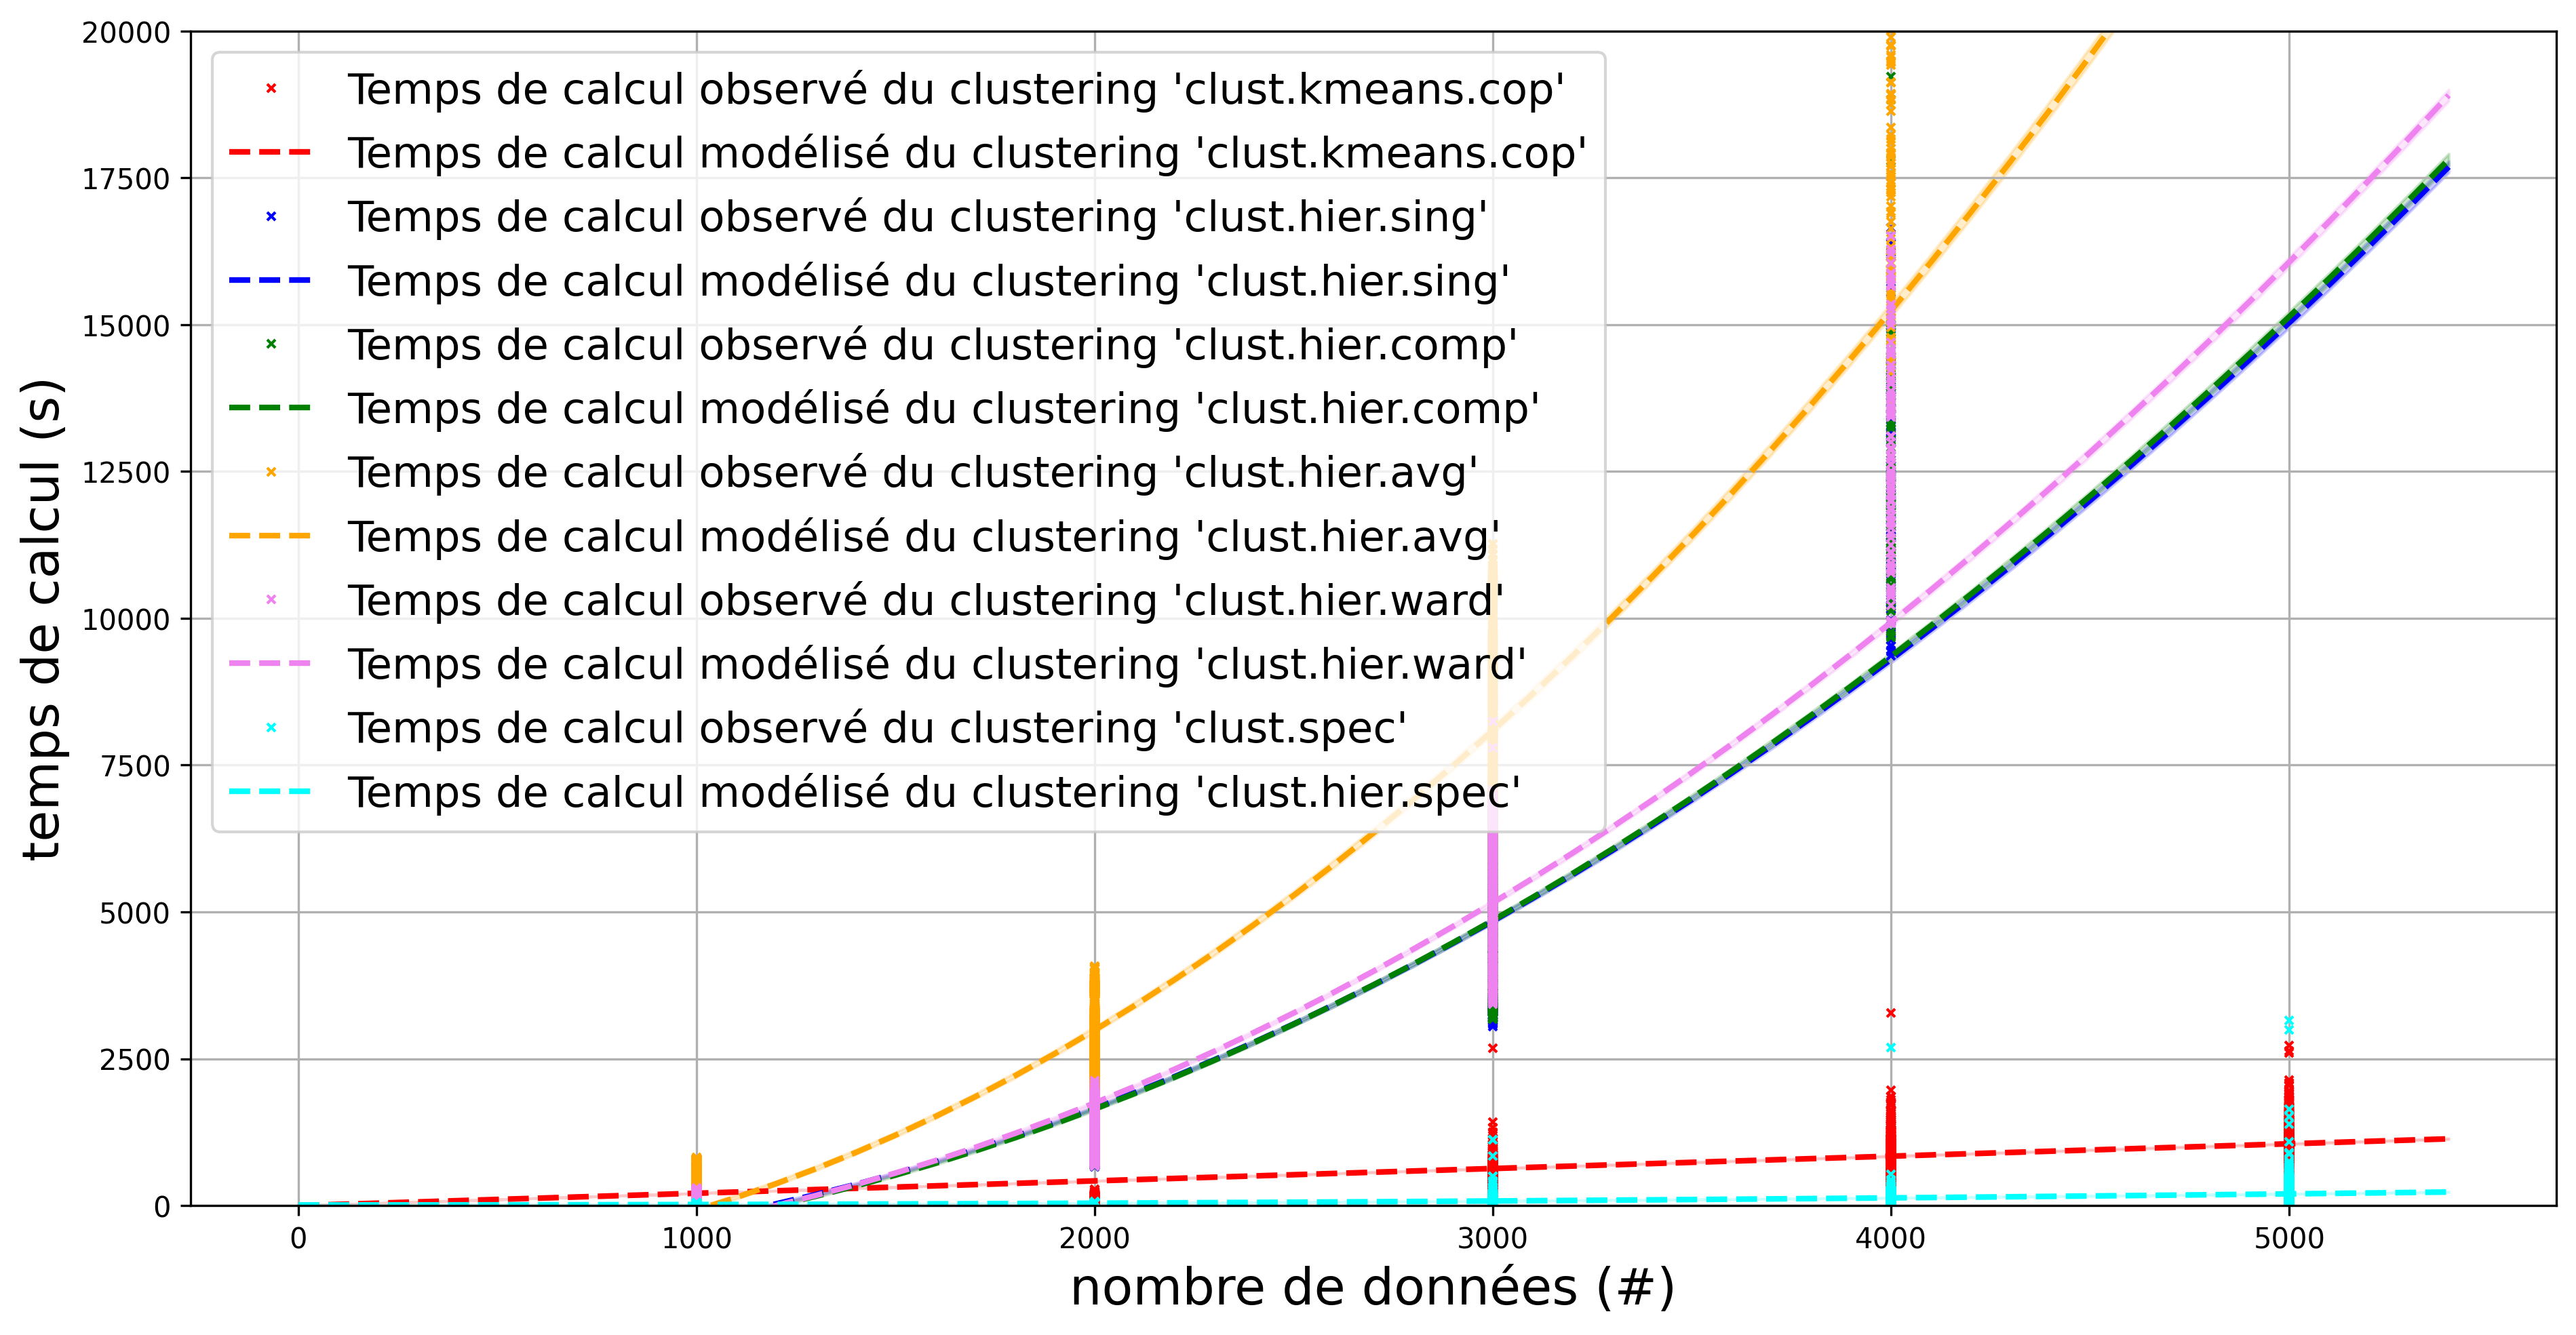 20000
17500
15000
12500
10000
7500
5000
2500
0
temps de calcul (s)
Temps de calcul observé du clustering 'clust.kmeans.cop'
Temps de calcul modélisé du clustering 'clust.kmeans.cop'
Temps de calcul observé du clustering 'clust.hier.sing'
Temps de calcul modélisé du clustering 'clust.hier.sing'
Temps de calcul observé du clustering 'clust.hier.comp'
Temps de calcul modélisé du clustering 'clust.hier.comp'
Temps de calcul observé du clustering 'clust.hier.avg'
Temps de calcul modélisé du clustering 'clust.hier.avg'
Temps de calcul observé du clustering 'clust.hier.ward'
Temps de calcul modélisé du clustering 'clust.hier.ward'
Temps de calcul observé du clustering 'clust.spec'
Temps de calcul modélisé du clustering 'clust.hier.spec'
0 1000 2000 3000 4000 5000
nombre de données (#)